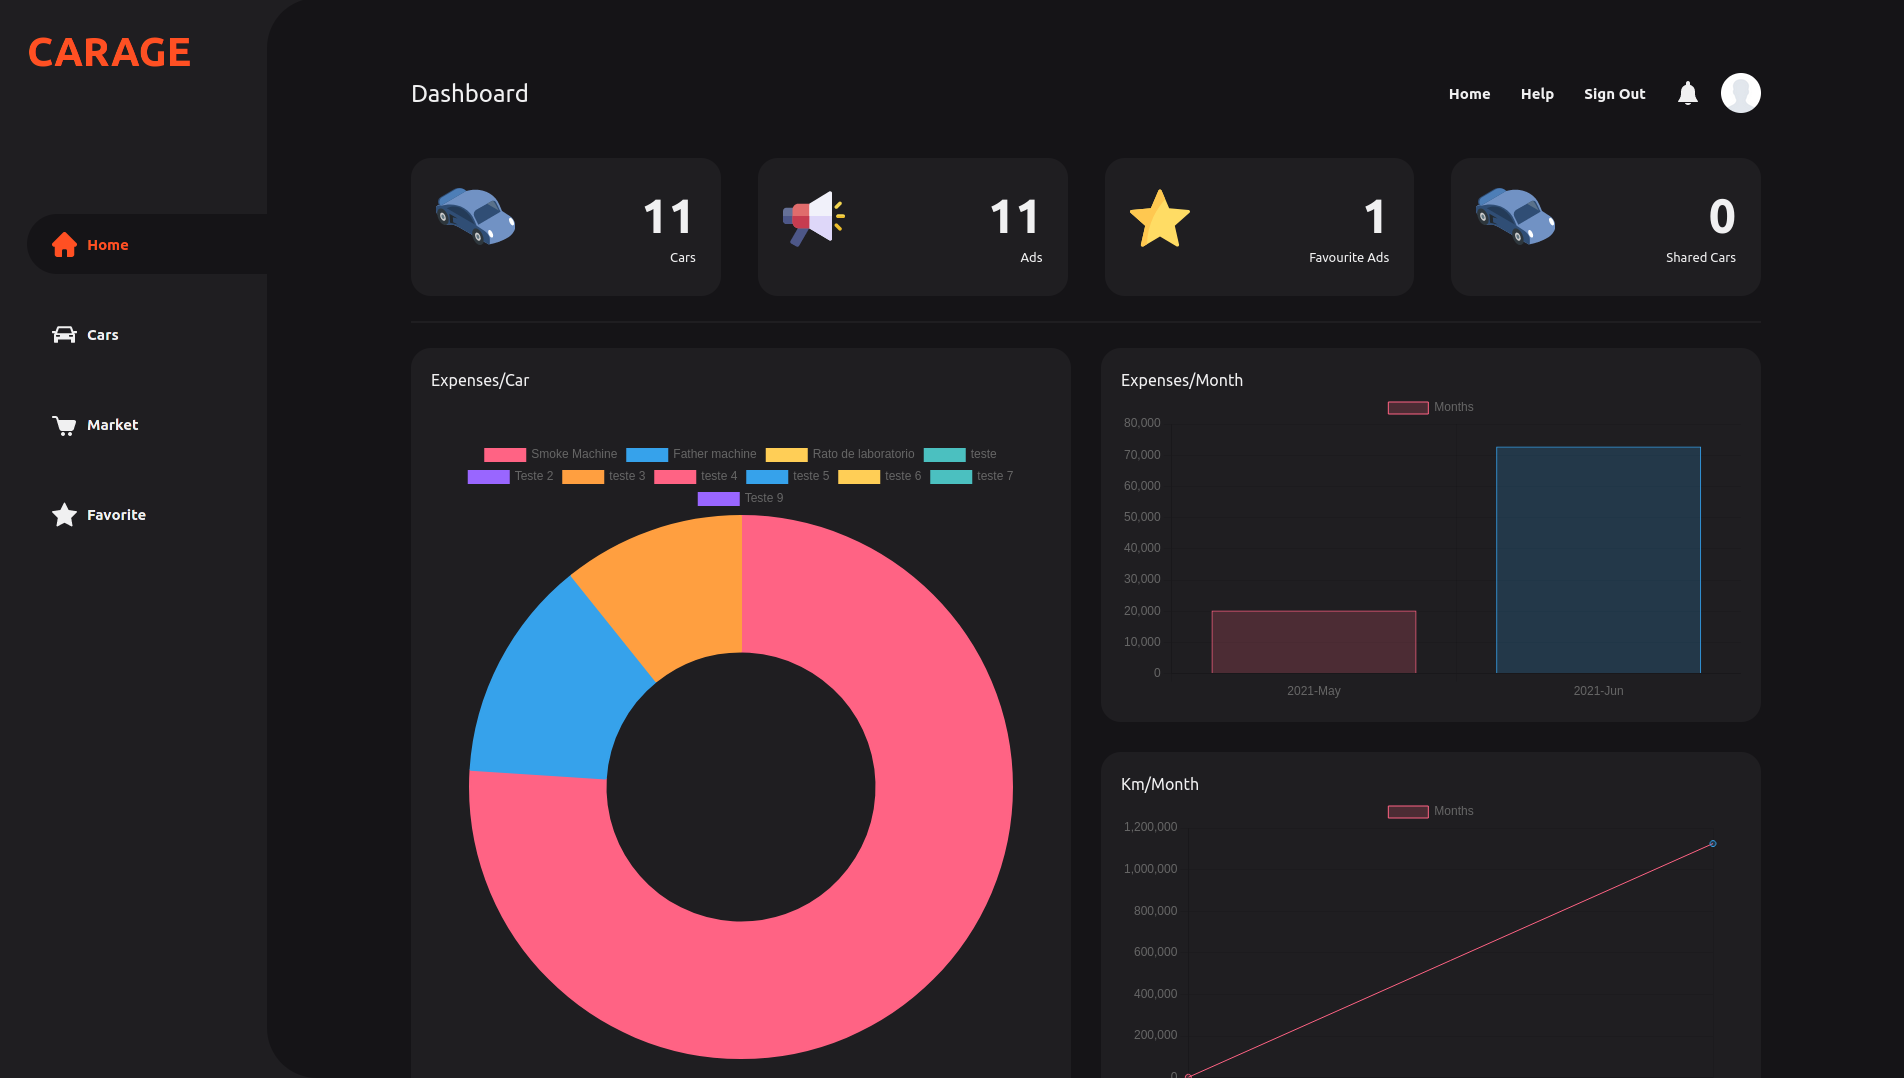 CARAGE
Home
Cars
Market
Favorite
Dashboard
Home Help Sign Out
11
Cars
11
Ads
1
Favourite Ads
0
Shared Cars
Expenses/Car
Smoke Machine Father machine Rato de laboratorio teste
Teste 2 teste 3 teste 4 teste 5 teste 6 teste 7
Teste 9
Expenses/Month
Months
80,000
70,000
60,000
50,000
40,000
30,000
20,000
10,000
0
2021-May 2021-Jun
Km/Month
Months
1,200,000
1,000,000
800,000
600,000
400,000
200,000
0